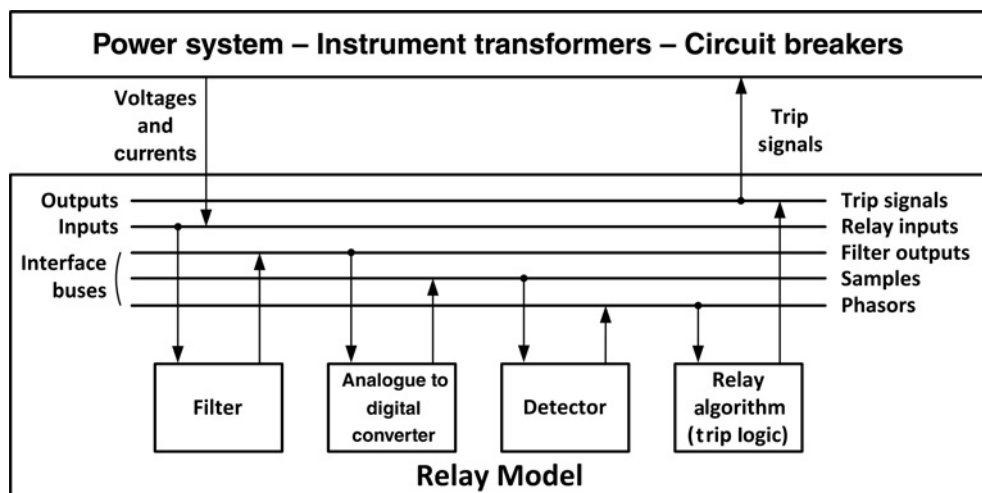 Power system – Instrument transformers – Circuit breakers
Voltages
and
currents
Trip
signals
Outputs
Trip signals
Inputs
Relay inputs
Interface
buses
Filter outputs
Samples
Phasors
Filter
Analogue to
digital
converter
Detector
Relay
algorithm
(trip logic)
Relay Model